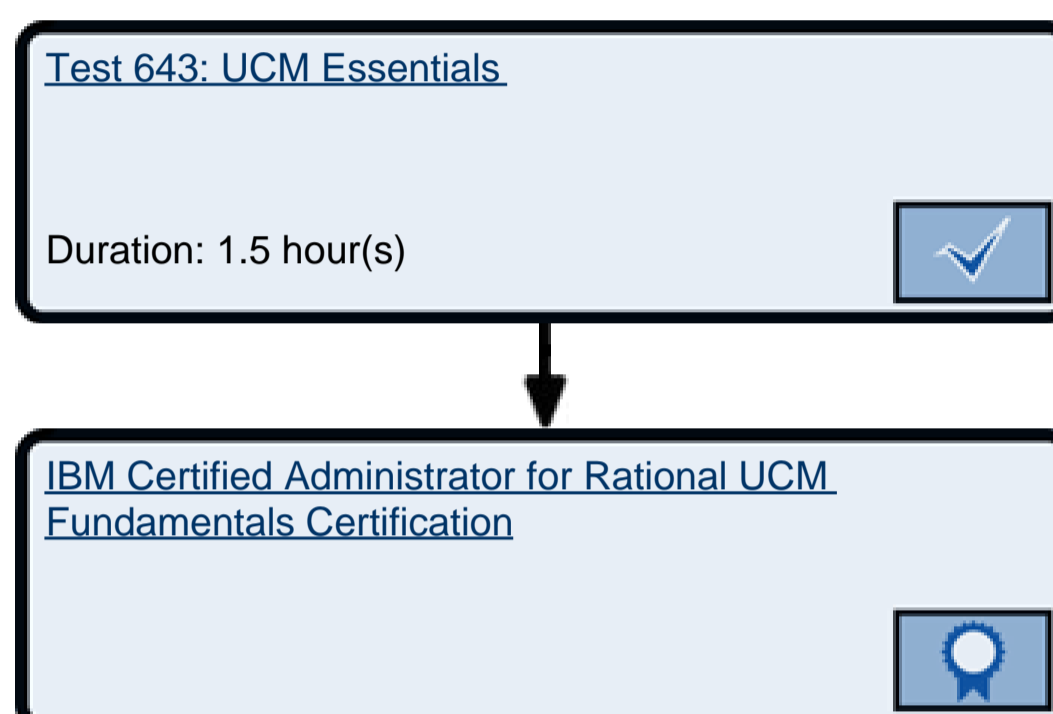 Test 643: UCM Essentials
Duration: 1.5 hour(s)
IBM Certified Administrator for Rational UCM
Fundamentals Certification